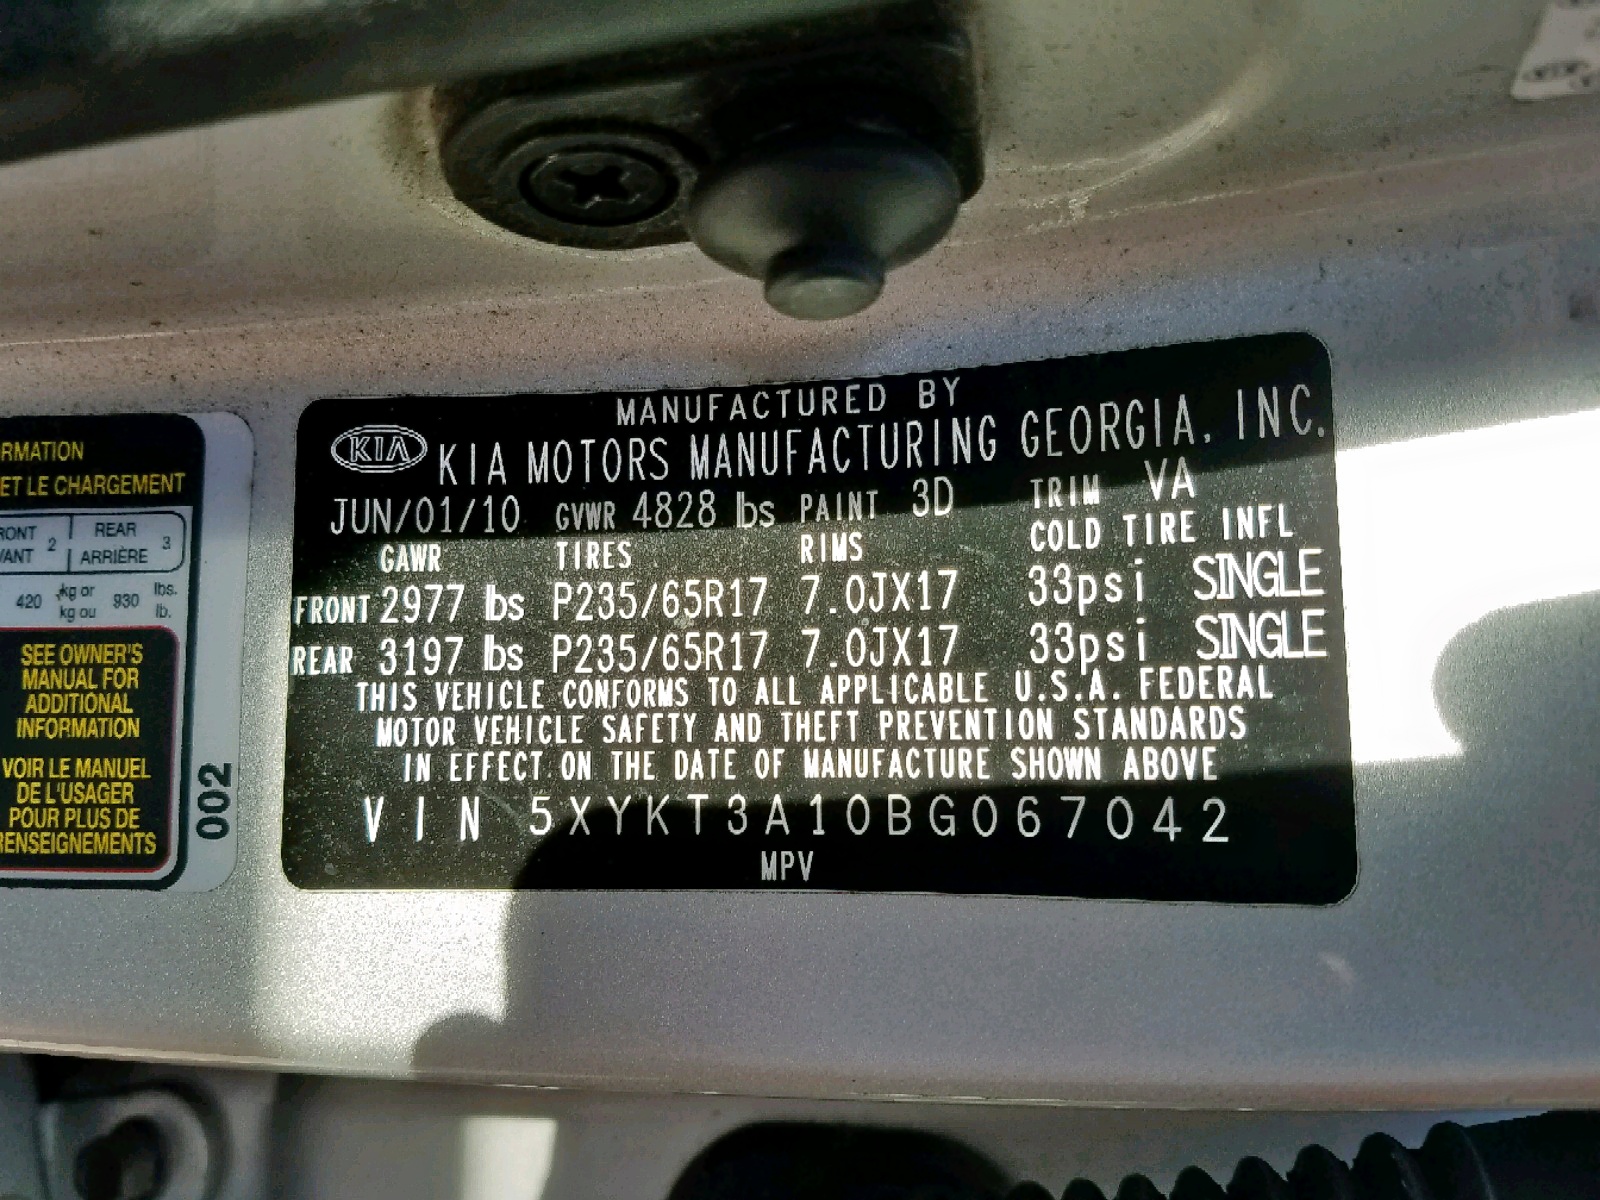 RMATION
ET LE CHARGEMENT
RONT 2 REAR 3
ANT ARRIÈRE
420 kg or 930 lbs.
kg ou lb.
SEE OWNER'S
MANUAL FOR
ADDITIONAL
INFORMATION
VOIR LE MANUEL
DE L'USAGER
POUR PLUS DE
RENSEIGNEMENTS
002
MANUFACTURED BY
KIA KIA MOTORS MANUFACTURING GEORGIA, INC.
JUN/01/10 GVWR 4828 lbs PAINT 3D TRIM VA
GAWR TIRES RIMS COLD TIRE INFL
FRONT 2977 lbs P235/65R17 7.0JX17 33psi SINGLE
REAR 3197 lbs P235/65R17 7.0JX17 33psi SINGLE
THIS VEHICLE CONFORMS TO ALL APPLICABLE U.S.A. FEDERAL
MOTOR VEHICLE SAFETY AND THEFT PREVENTION STANDARDS
IN EFFECT ON THE DATE OF MANUFACTURE SHOWN ABOVE
VIN 5XYKT3A10BG067042
MPV